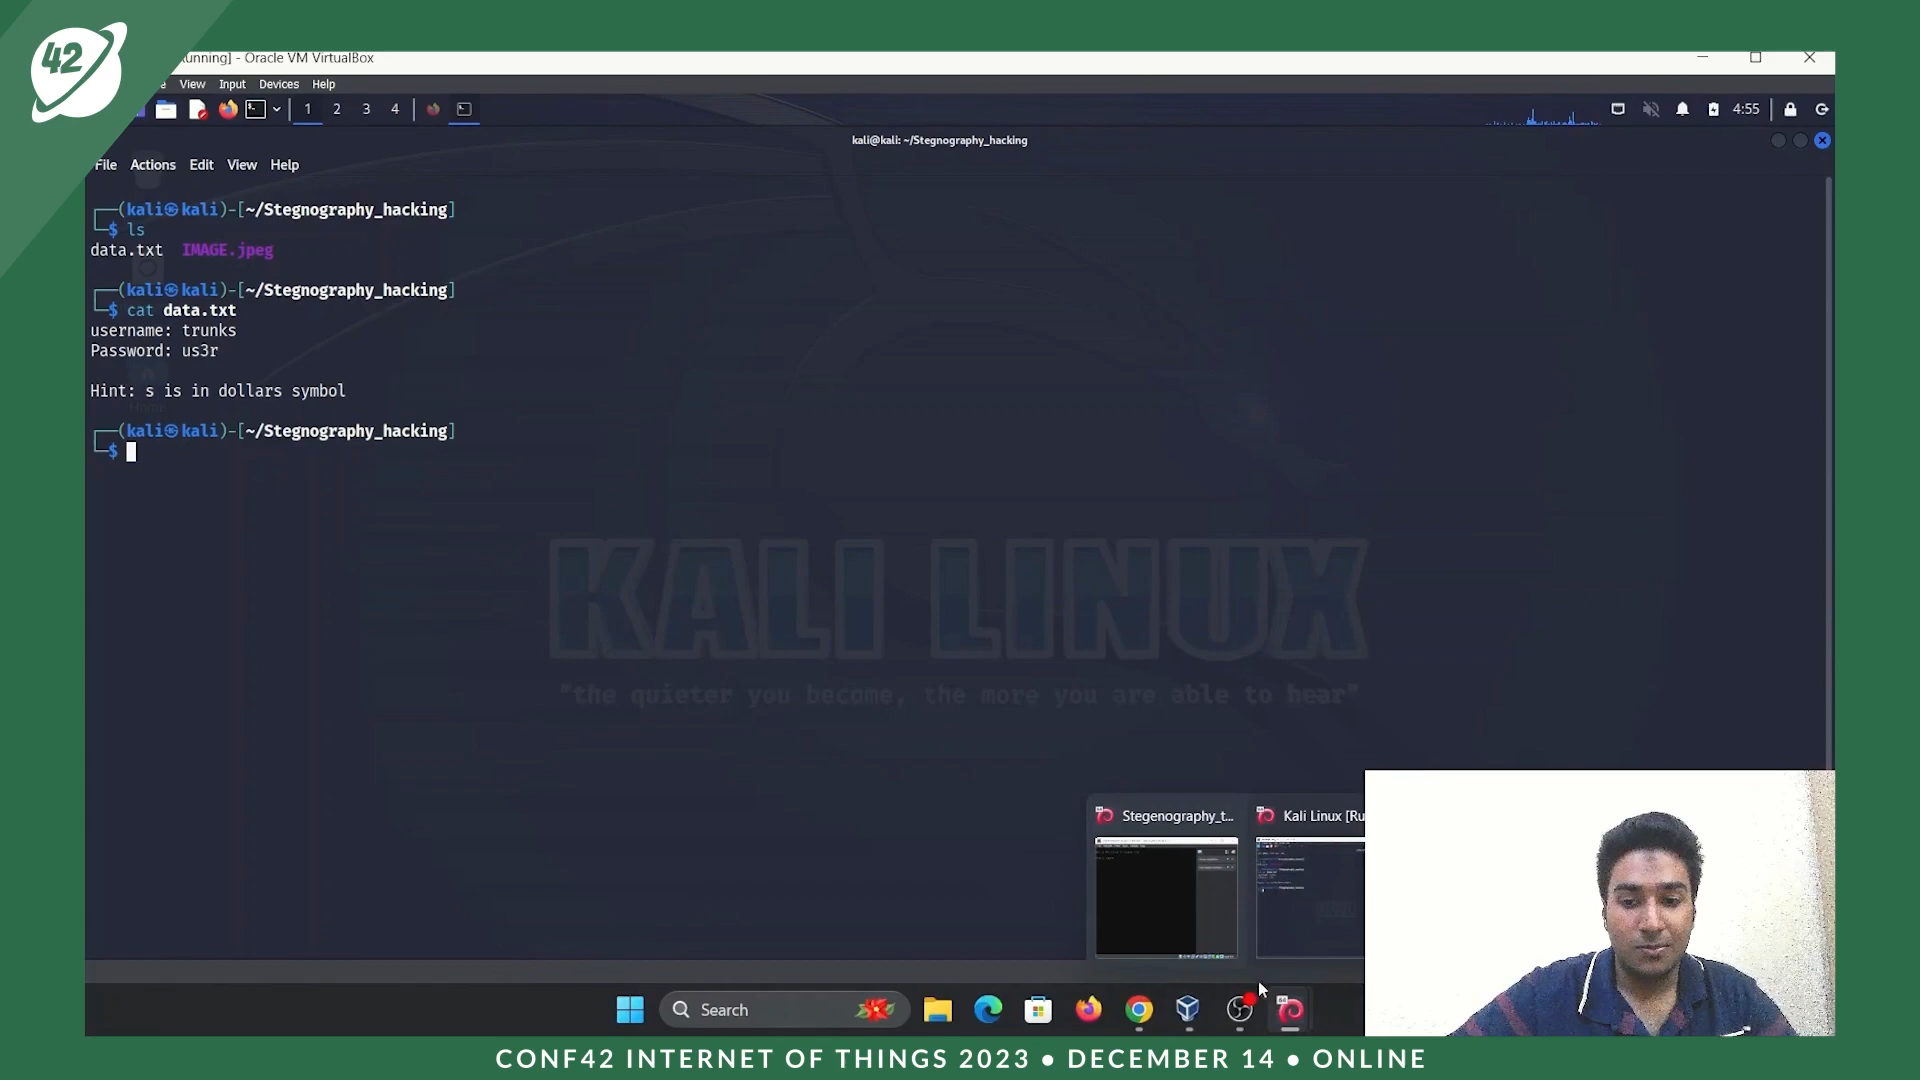 42
unning] - Oracle VM VirtualBox
e View Input Devices Help
1 2 3 4
4:55
kali@kali: ~/Stegnography_hacking
File Actions Edit View Help
┌──(kali㉿kali)-[~/Stegnography_hacking]
└─$ ls
data.txt IMAGE.jpeg
┌──(kali㉿kali)-[~/Stegnography_hacking]
└─$ cat data.txt
username: trunks
Password: us3r
Hint: s is in dollars symbol
┌──(kali㉿kali)-[~/Stegnography_hacking]
└─$
Home
KALI LINUX
"the quieter you become, the more you are able to hear"
Stegenography_t...
Kali Linux [Ru
Search
64
CONF42 INTERNET OF THINGS 2023 • DECEMBER 14 • ONLINE